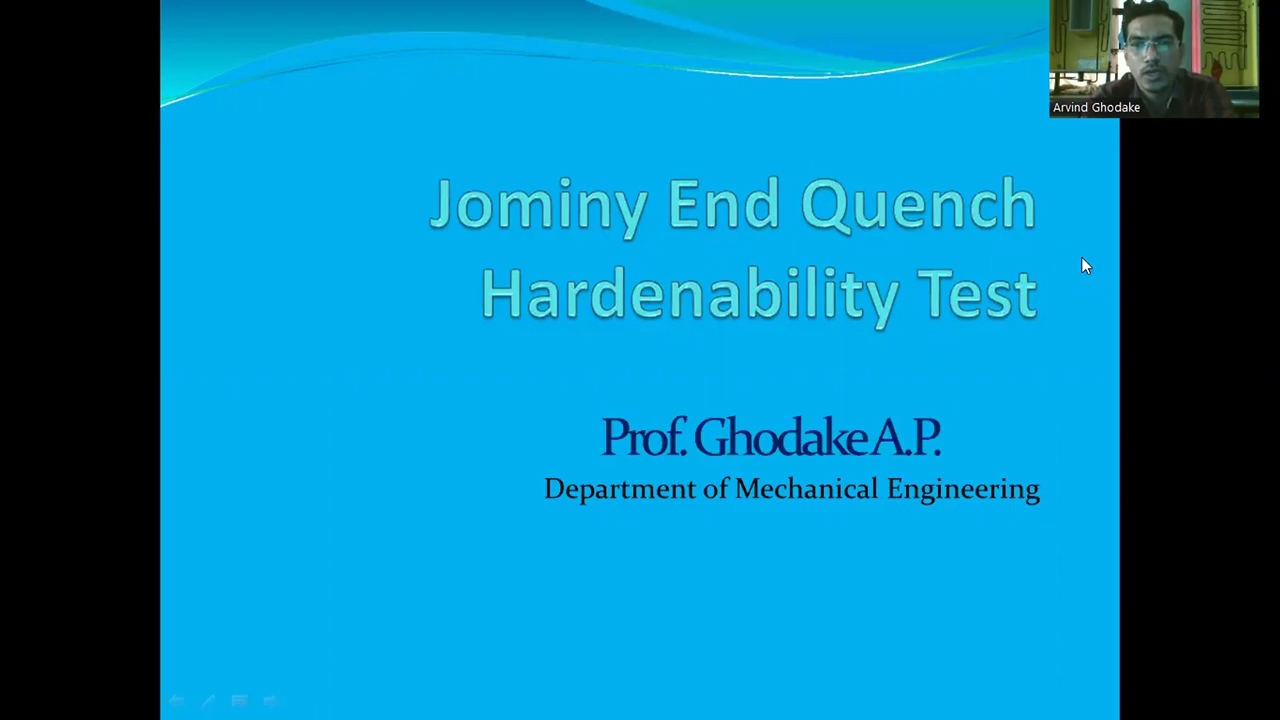 Arvind Ghodake
Jominy End Quench
Hardenability Test
Prof. Ghodake A.P.
Department of Mechanical Engineering